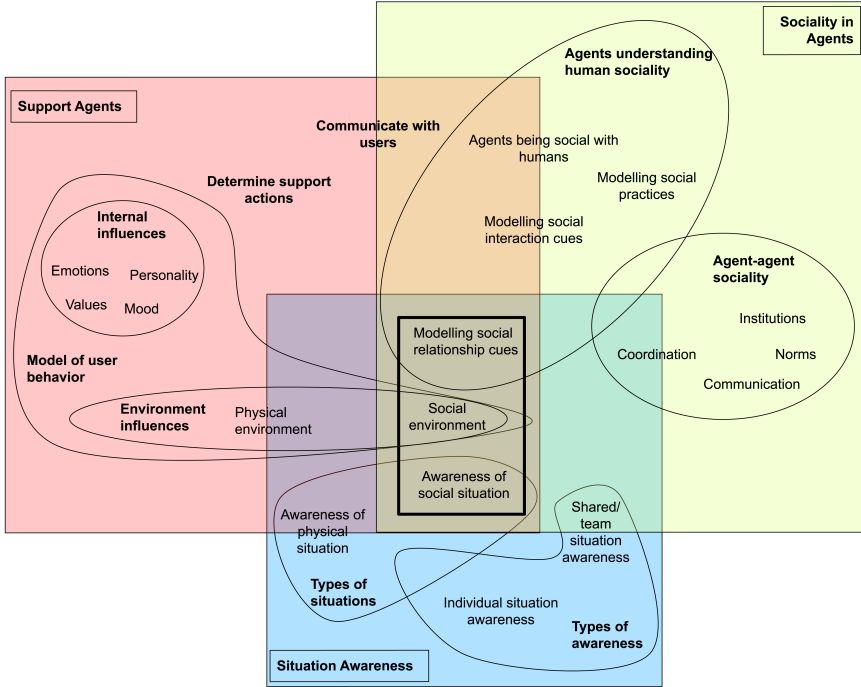 Sociality in
Agents
Agents understanding
human sociality
Support Agents
Communicate with
users
Agents being social with
humans
Modelling social
practices
Determine support
actions
Modelling social
interaction cues
Internal
influences
Emotions
Personality
Values
Mood
Agent-agent
sociality
Institutions
Coordination
Norms
Communication
Modelling social
relationship cues
Model of user
behavior
Environment
influences
Physical
environment
Social
environment
Awareness of
social situation
Awareness of
physical
situation
Shared/
team
situation
awareness
Types of
situations
Individual situation
awareness
Types of
awareness
Situation Awareness